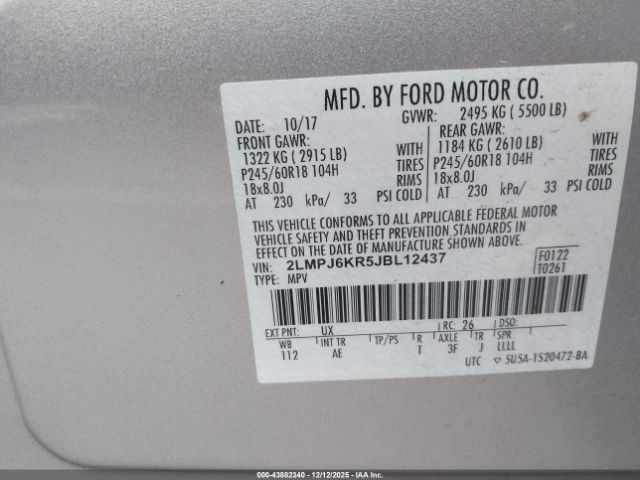 MFD. BY FORD MOTOR CO.
DATE: 10/17 GVWR: 2495 KG ( 5500 LB)
FRONT GAWR: REAR GAWR:
1322 KG ( 2915 LB) WITH 1184 KG ( 2610 LB) WITH
P245/60R18 104H TIRES P245/60R18 104H TIRES
18x8.0J RIMS 18x8.0J RIMS
AT 230 kPa/ 33 PSI COLD AT 230 kPa/ 33 PSI COLD
THIS VEHICLE CONFORMS TO ALL APPLICABLE FEDERAL MOTOR
VEHICLE SAFETY AND THEFT PREVENTION STANDARDS IN
EFFECT ON THE DATE OF MANUFACTURE SHOWN ABOVE.
VIN: 2LMPJ6KR5JBL12437 F0122
TYPE: MPV T0261
EXT PNT: UX RC: 26 DSO:
WB INT TR TP/PS R AXLE TR SPR
112 AE T 3F J LLLL
UTC ▽ 5U5A-1520472-BA
000-43882340 - 12/12/2025 - IAAI.COM